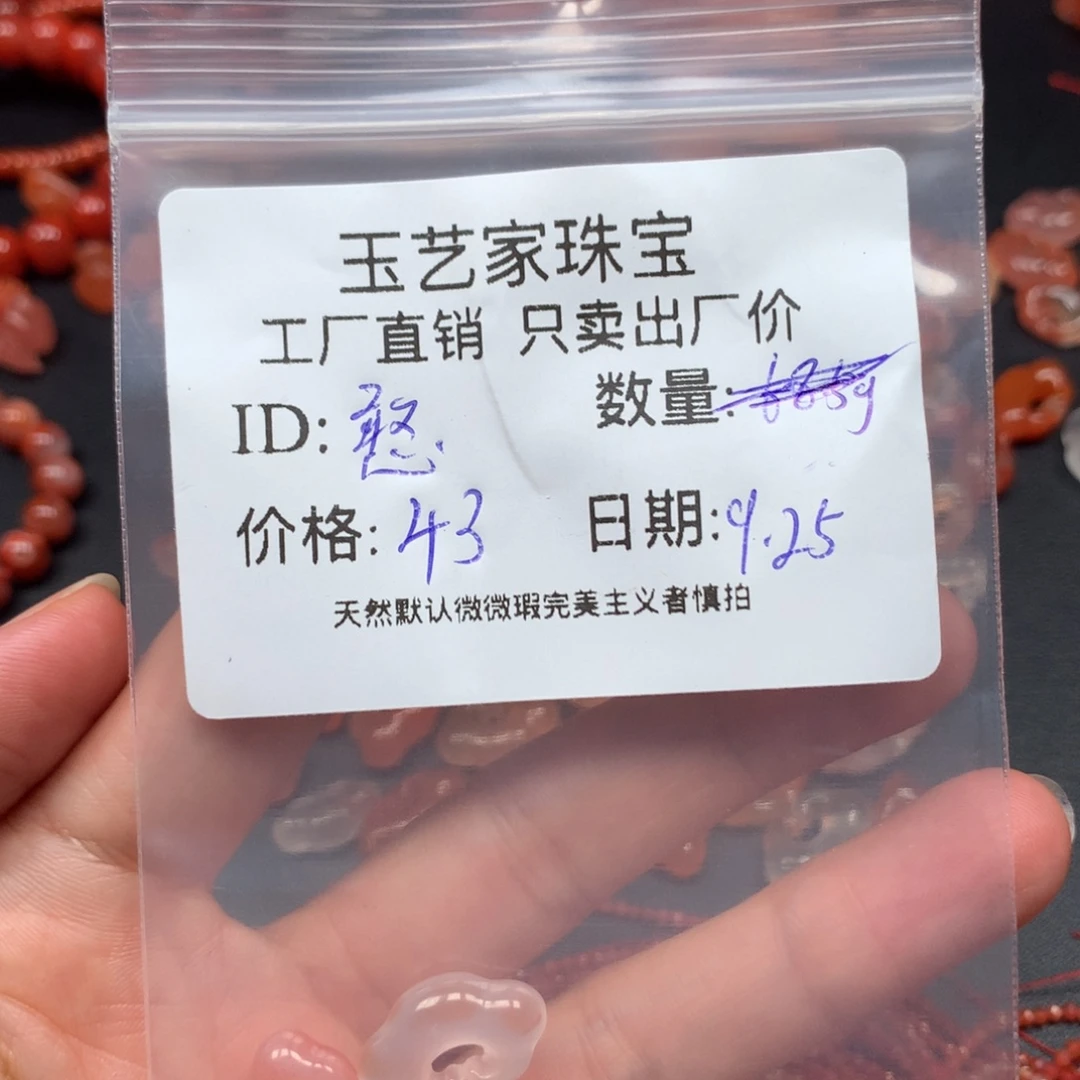 玉艺家珠宝
工厂直销 只卖出厂价
ID: 憨. 数量:
价格: 43 日期: 9.25
天然默认微微瑕完美主义者慎拍